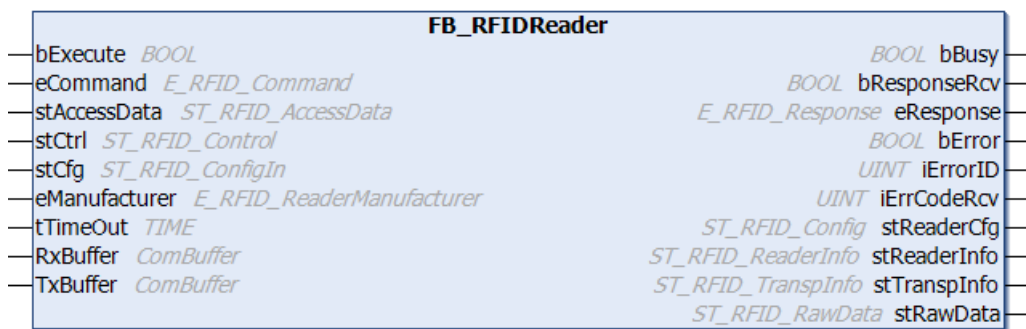 FB_RFIDReader
bExecute BOOL BOOL bBusy
eCommand E_RFID_Command BOOL bResponseRcv
stAccessData ST_RFID_AccessData E_RFID_Response eResponse
stCtrl ST_RFID_Control BOOL bError
stCfg ST_RFID_ConfigIn UINT iErrorID
eManufacturer E_RFID_ReaderManufacturer UINT iErrCodeRcv
tTimeOut TIME ST_RFID_Config stReaderCfg
RxBuffer ComBuffer ST_RFID_ReaderInfo stReaderInfo
TxBuffer ComBuffer ST_RFID_TranspInfo stTranspInfo
ST_RFID_RawData stRawData